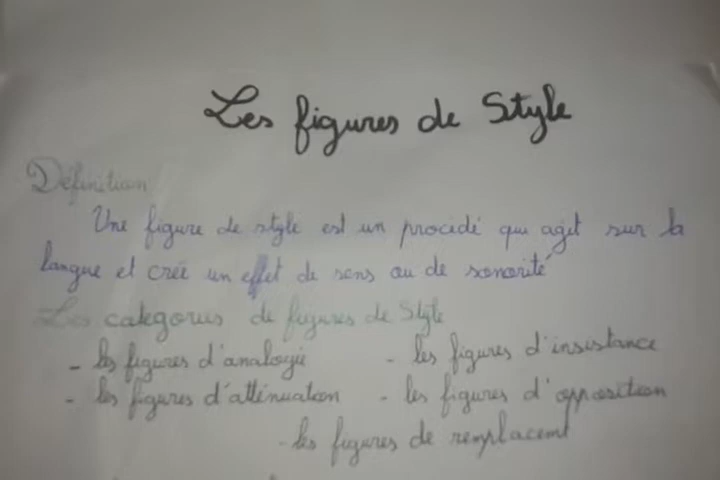 Les figures de Style
Définition
Une figure de style est un procédé qui agit sur la
langue et crée un effet de sens ou de sonorité
Les categories de figures de Style
- les figures d'analogie - les figures d'insistance
- les figures d'atténuation - les figures d'opposition
- les figures de remplacemt